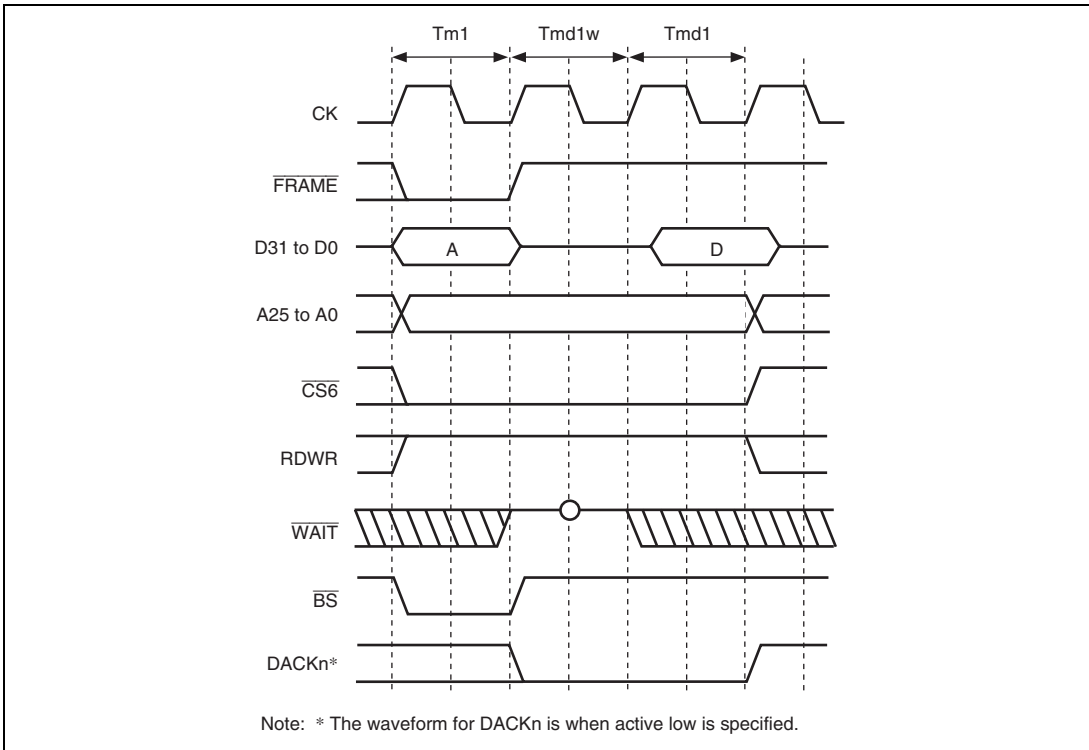 Tm1 Tmd1w Tmd1
CK
FRAME
D31 to D0 A D
A25 to A0
CS6
RDWR
WAIT
BS
DACKn*
Note: * The waveform for DACKn is when active low is specified.